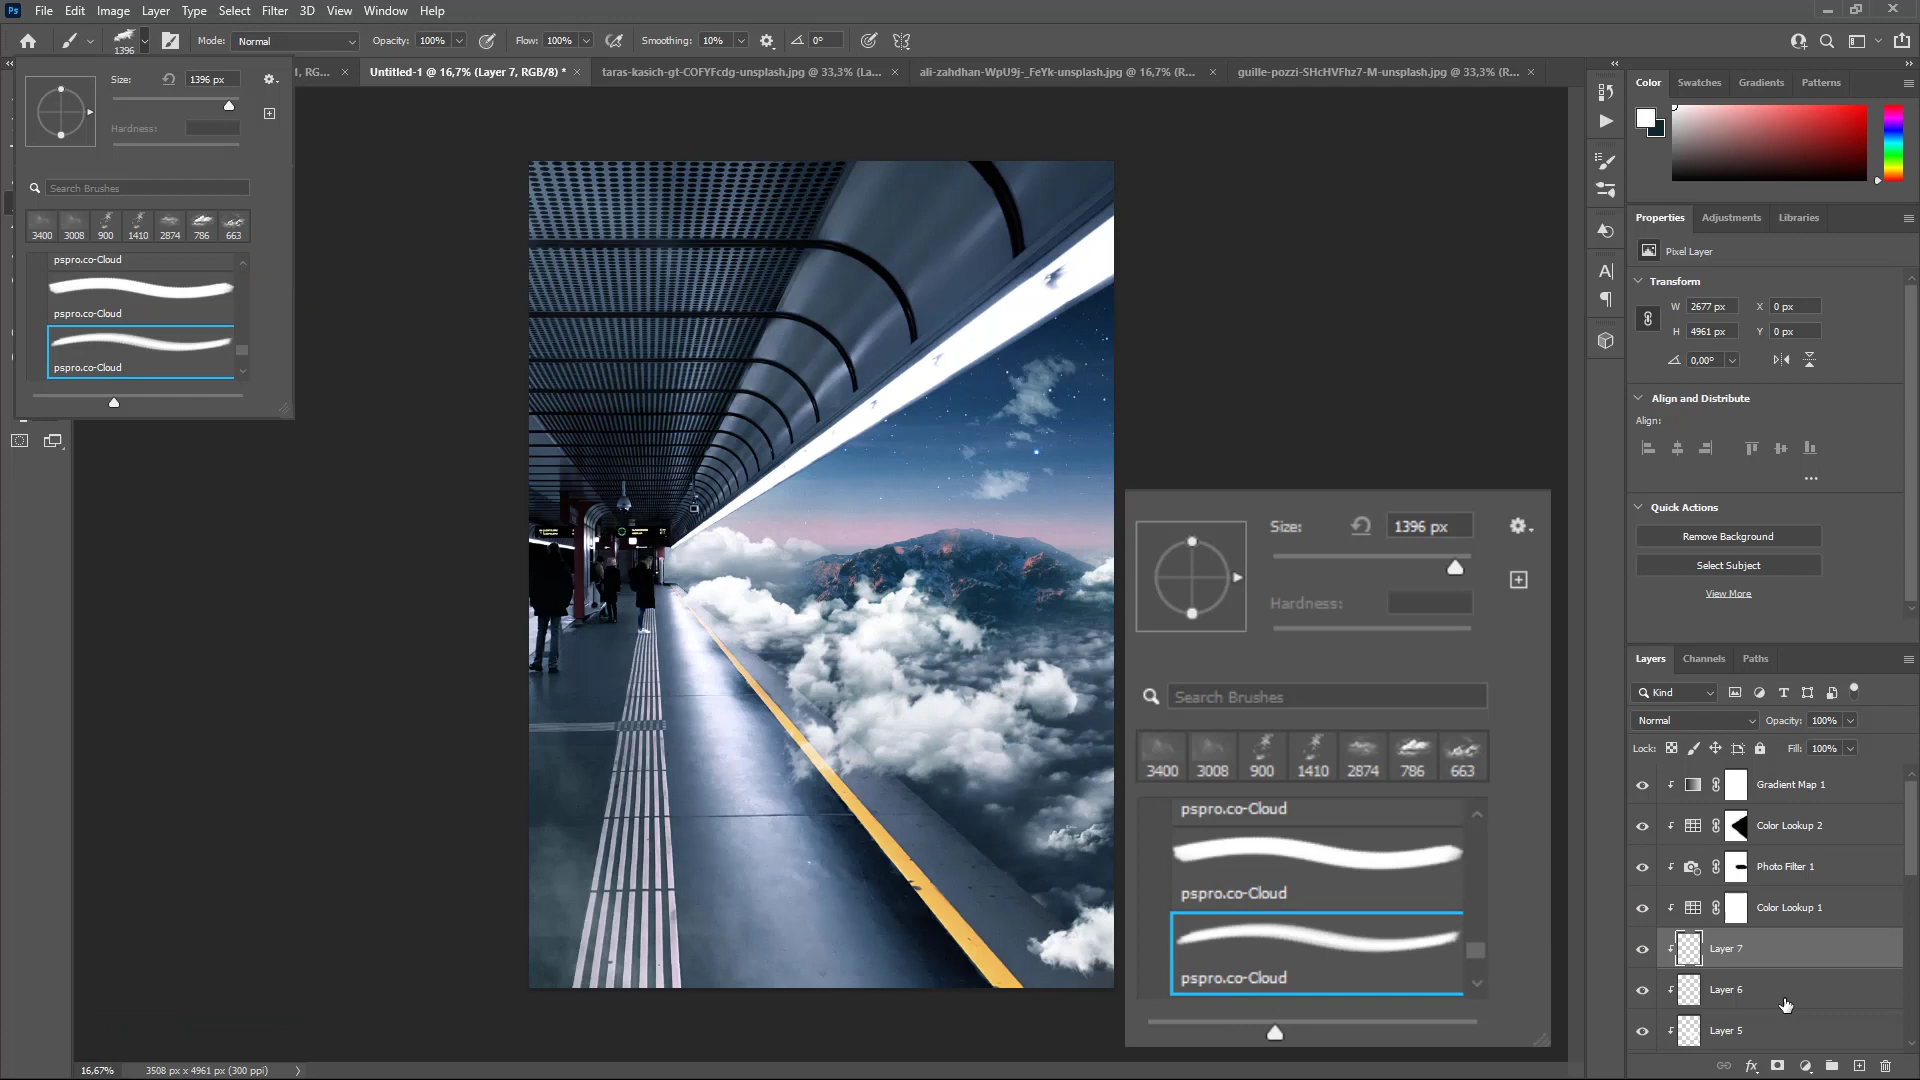 Ps File Edit Image Layer Type Select Filter 3D View Window Help
1396 Mode: Normal Opacity: 100% Flow: 100% Smoothing: 10% 0°
1, RG... Untitled-1 @ 16,7% (Layer 7, RGB/8) * taras-kasich-gt-COFYFcdg-unsplash.jpg @ 33,3% (La... ali-zahdhan-WpU9j-_FeYk-unsplash.jpg @ 16,7% (R... guille-pozzi-SHcHVFhz7-M-unsplash.jpg @ 33,3% (R...
Size: 1396 px
Hardness:
Search Brushes
3400 3008 900 1410 2874 786 663
pspro.co-Cloud
pspro.co-Cloud
pspro.co-Cloud
Size: 1396 px
Hardness:
Search Brushes
3400 3008 900 1410 2874 786 663
pspro.co-Cloud
pspro.co-Cloud
pspro.co-Cloud
Color Swatches Gradients Patterns
Properties Adjustments Libraries
Pixel Layer
Transform
W 2677 px X 0 px
H 4961 px Y 0 px
0,00°
Align and Distribute
Align:
Quick Actions
Remove Background
Select Subject
View More
Layers Channels Paths
Kind
Normal Opacity: 100%
Lock: Fill: 100%
Gradient Map 1
Color Lookup 2
Photo Filter 1
Color Lookup 1
Layer 7
Layer 6
Layer 5
16,67% 3508 px x 4961 px (300 ppi)